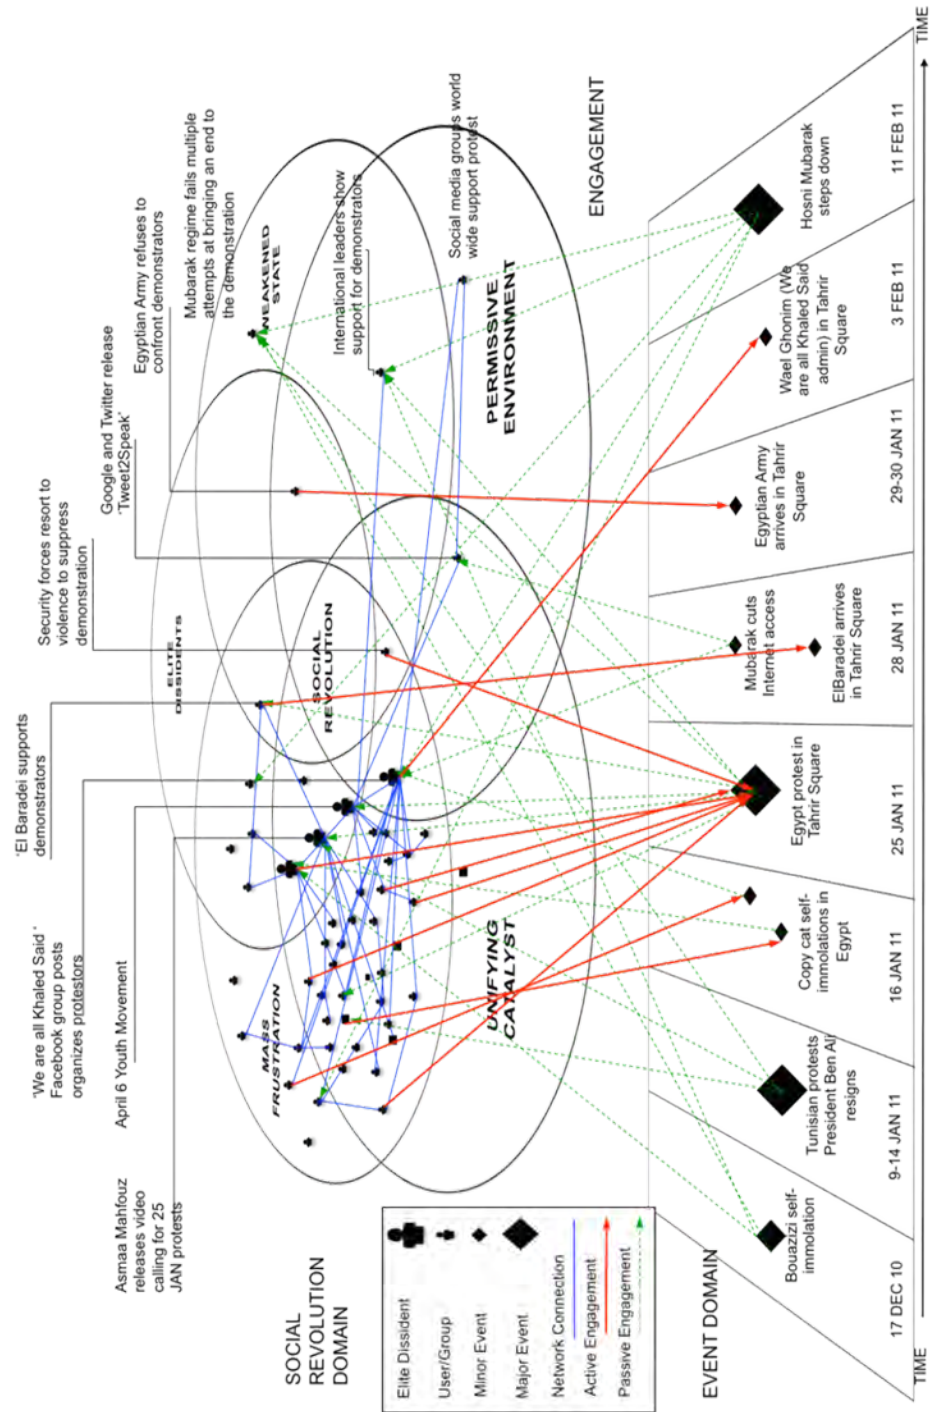 Asmaa Mahfouz
releases video
calling for 25
JAN protests
April 6 Youth Movement
'We are all Khaled Said '
Facebook group posts
organizes protestors
'El Baradei supports
demonstrators
Security forces resort to
violence to suppress
demonstration
Google and Twitter release
'Tweet2Speak'
Egyptian Army refuses to
confront demonstrators
Mubarak regime fails multiple
attempts at bringing an end to
the demonstration
International leaders show
support for demonstrators
Social media groups world
wide support protest
SOCIAL
REVOLUTION
DOMAIN
MASS
FRUSTRATION
ELITE
DISSIDENTS
SOCIAL
REVOLUTION
WEAKENED
STATE
UNIFYING
CATALYST
PERMISSIVE
ENVIRONMENT
ENGAGEMENT
Elite Dissident
User/Group
Minor Event
Major Event
Network Connection
Active Engagement
Passive Engagement
EVENT DOMAIN
Bouazizi self-
immolation
Tunisian protests
President Ben Ali
resigns
Copy cat self-
immolations in
Egypt
Egypt protest in
Tahrir Square
Mubarak cuts
Internet access
ElBaradei arrives
in Tahrir Square
Egyptian Army
arrives in Tahrir
Square
Wael Ghonim (We
are all Khaled Said
admin) in Tahrir
Square
Hosni Mubarak
steps down
17 DEC 10
9-14 JAN 11
16 JAN 11
25 JAN 11
28 JAN 11
29-30 JAN 11
3 FEB 11
11 FEB 11
TIME
TIME